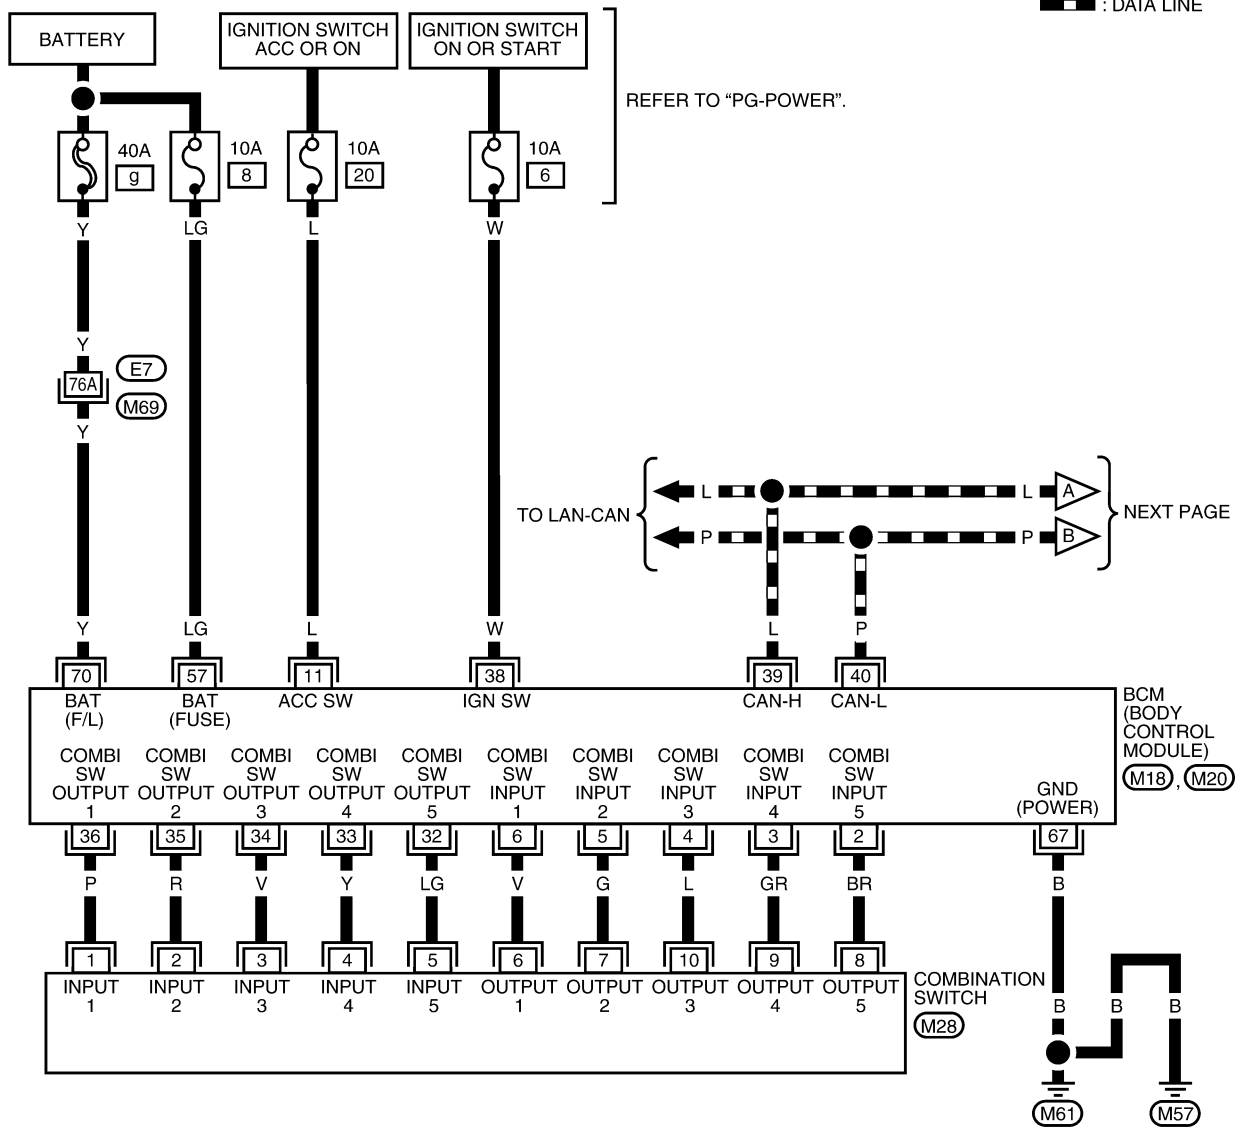 : DATA LINE
BATTERY
IGNITION SWITCH
ACC OR ON
IGNITION SWITCH
ON OR START
REFER TO “PG-POWER”.
40A
g
10A
8
10A
20
10A
6
Y
LG
L
W
Y
76A
E7
M69
Y
TO LAN-CAN
L
L
A
P
P
B
NEXT PAGE
Y
LG
L
W
L
P
70
57
11
38
39
40
BAT
(F/L)
BAT
(FUSE)
ACC SW
IGN SW
CAN-H
CAN-L
BCM
(BODY
CONTROL
MODULE)
M18 , M20
COMBI
SW
OUTPUT
1
COMBI
SW
OUTPUT
2
COMBI
SW
OUTPUT
3
COMBI
SW
OUTPUT
4
COMBI
SW
OUTPUT
5
COMBI
SW
INPUT
1
COMBI
SW
INPUT
2
COMBI
SW
INPUT
3
COMBI
SW
INPUT
4
COMBI
SW
INPUT
5
GND
(POWER)
36
35
34
33
32
6
5
4
3
2
67
P
R
V
Y
LG
V
G
L
GR
BR
B
1
2
3
4
5
6
7
10
9
8
INPUT
1
INPUT
2
INPUT
3
INPUT
4
INPUT
5
OUTPUT
1
OUTPUT
2
OUTPUT
3
OUTPUT
4
OUTPUT
5
COMBINATION
SWITCH
M28
B
B
B
M61
M57